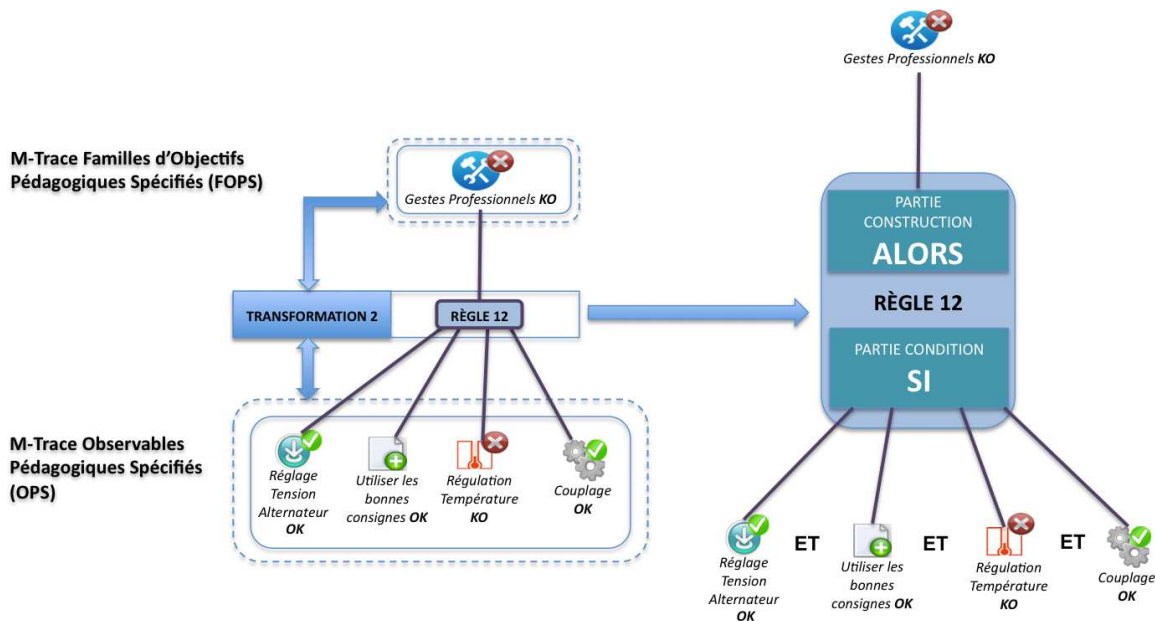 Gestes Professionnels KO
M-Trace Familles d'Objectifs
Pédagogiques Spécifiés (FOPS)
Gestes Professionnels KO
TRANSFORMATION 2
RÈGLE 12
M-Trace Observables
Pédagogiques Spécifiés
(OPS)
Réglage
Tension
Alternateur
OK
Utiliser les
bonnes
consignes OK
Régulation
Température
KO
Couplage
OK
PARTIE
CONSTRUCTION
ALORS
RÈGLE 12
PARTIE CONDITION
SI
Réglage
Tension
Alternateur
OK
ET
Utiliser les
bonnes
consignes OK
ET
Régulation
Température
KO
ET
Couplage
OK